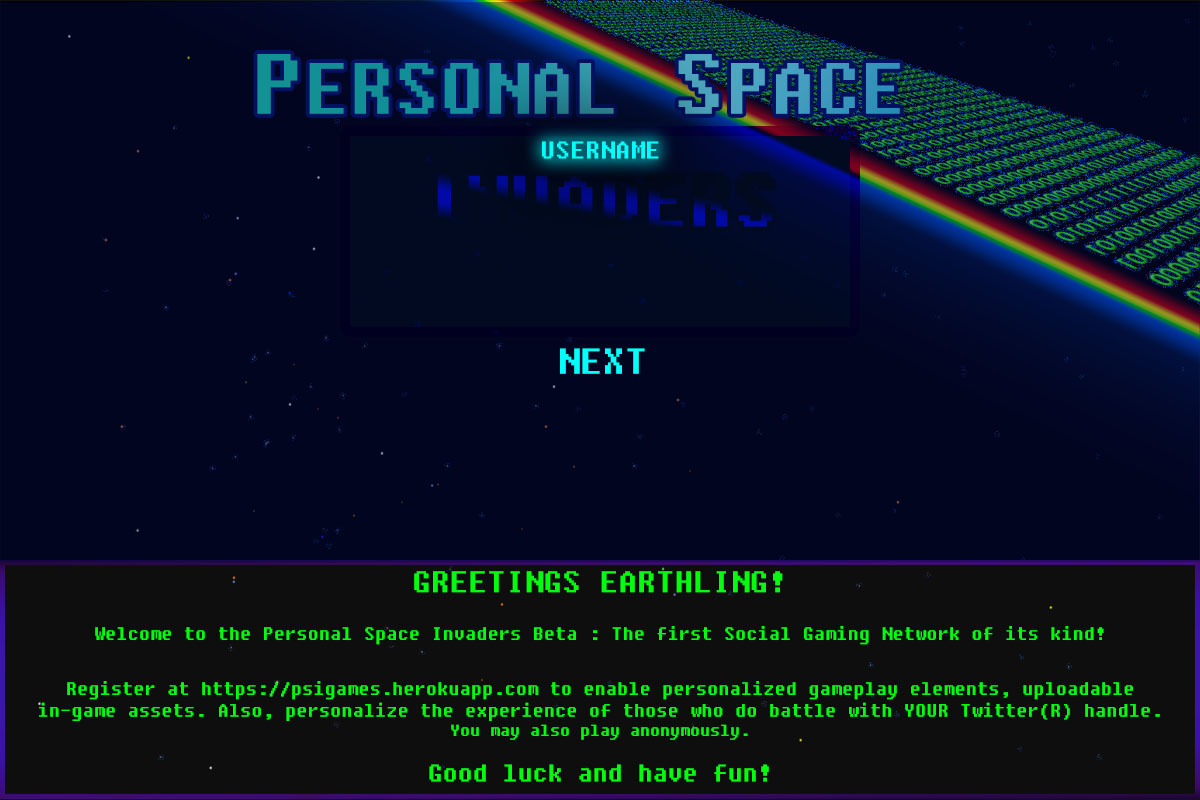 PERSONAL SPACE
USERNAME
INVADERS
NEXT
GREETINGS EARTHLING!
Welcome to the Personal Space Invaders Beta : The first Social Gaming Network of its kind!
Register at https://psigames.herokuapp.com to enable personalized gameplay elements, uploadable
in-game assets. Also, personalize the experience of those who do battle with YOUR Twitter(R) handle.
You may also play anonymously.
Good luck and have fun!